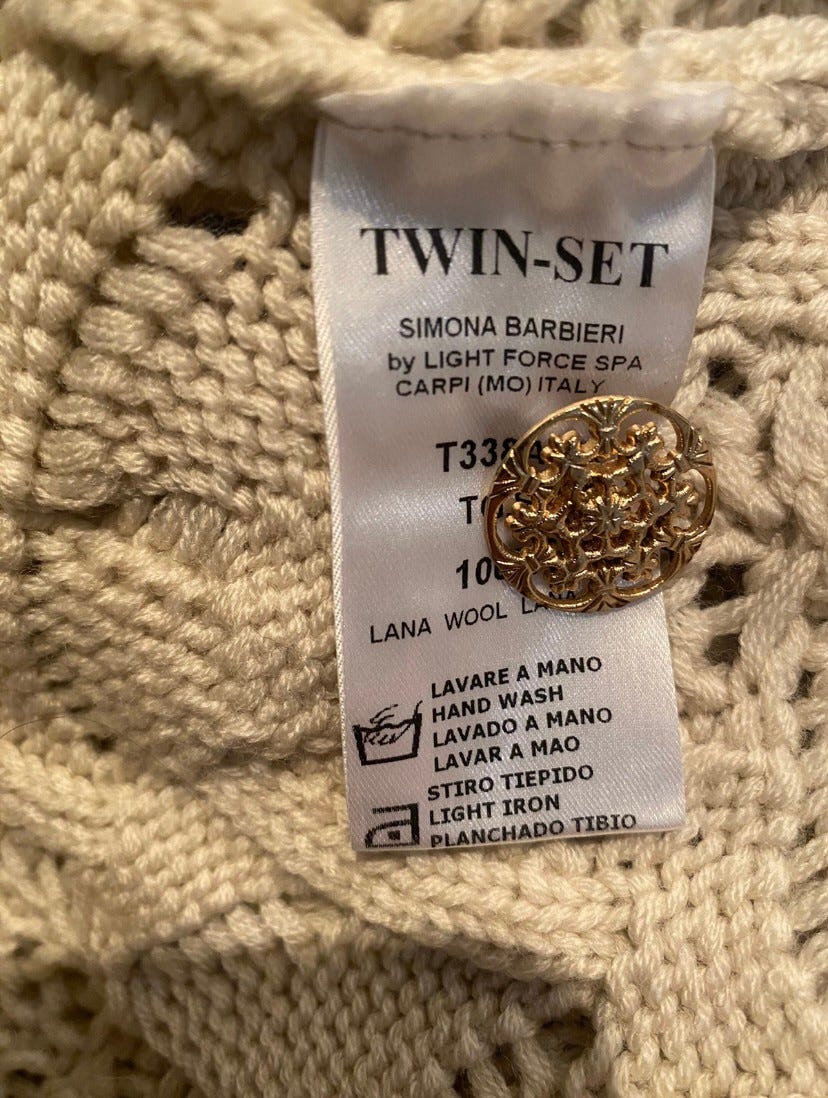 TWIN-SET
SIMONA BARBIERI
by LIGHT FORCE SPA
CARPI (MO) ITALY
LANA WOOL LANA
LAVARE A MANO
HAND WASH
LAVADO A MANO
LAVAR A MAO
STIRO TIEPIDO
LIGHT IRON
PLANCHADO TIBIO